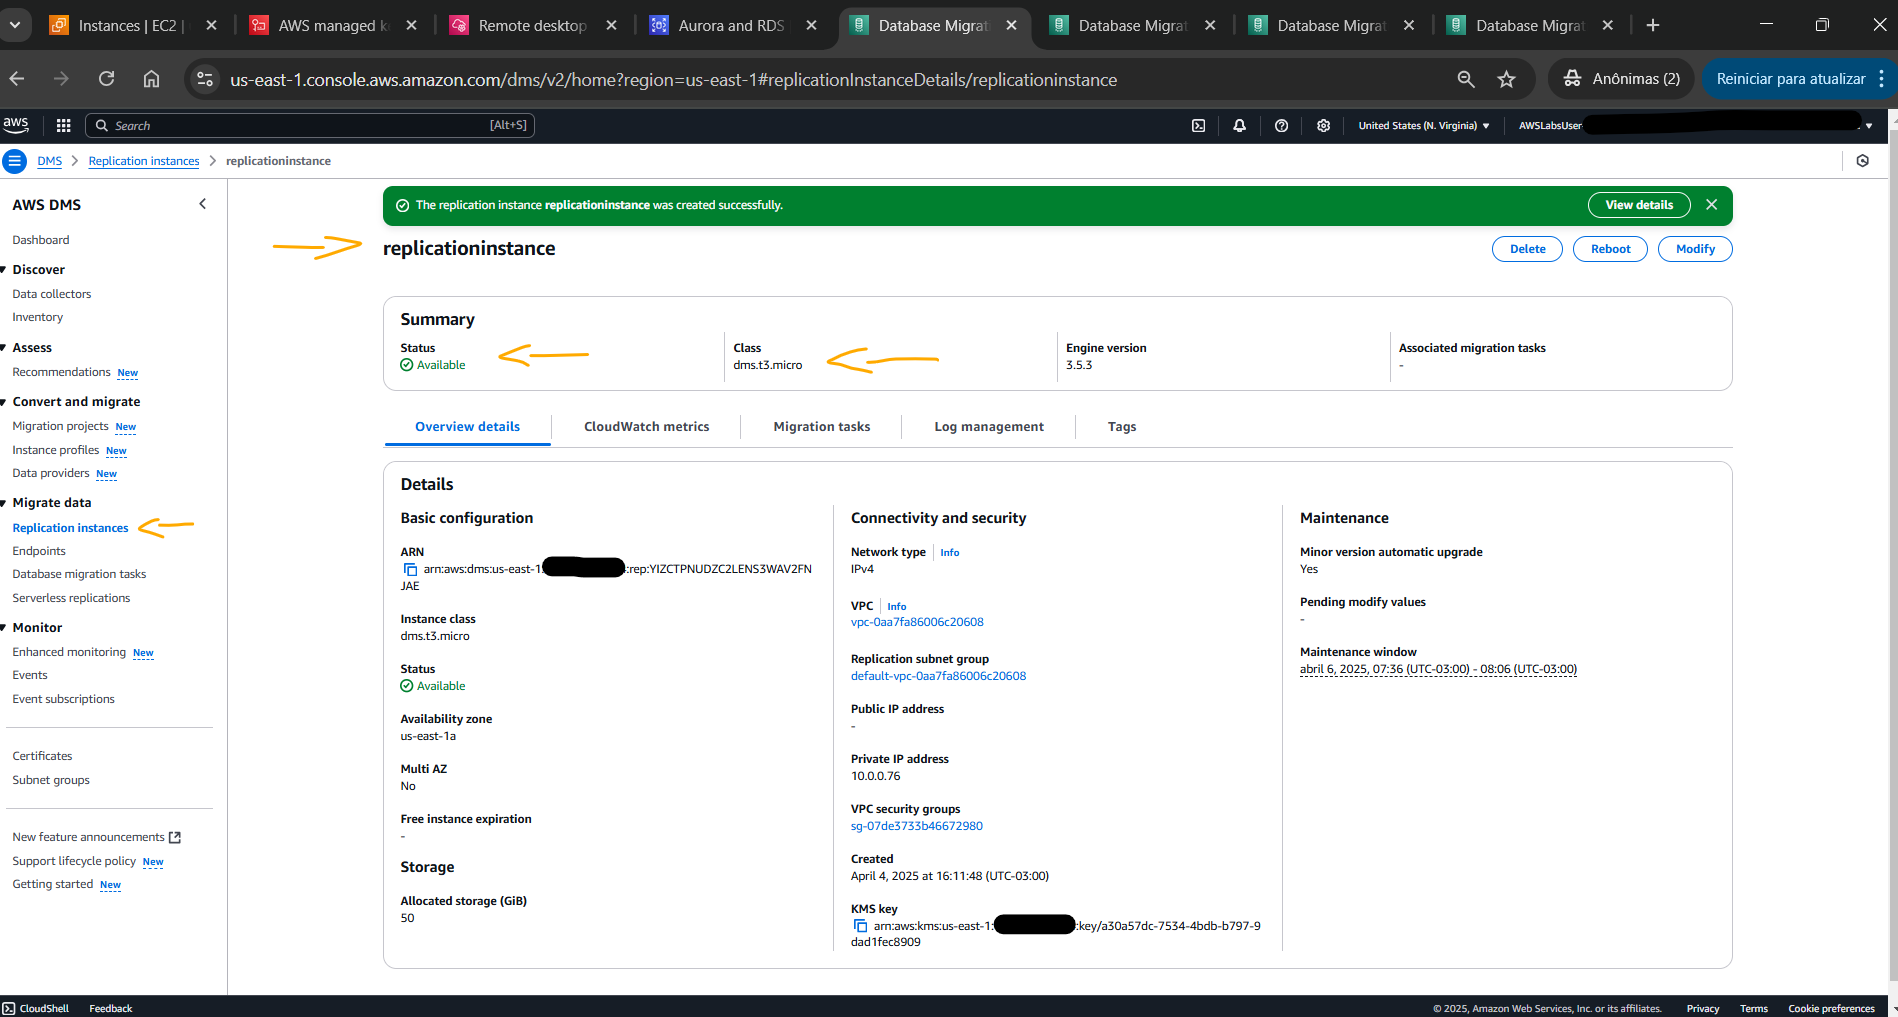 Instances | EC2 |
AWS managed k
Remote desktop
Aurora and RDS
Database Migrat
Database Migrat
Database Migrat
Database Migrat
us-east-1.console.aws.amazon.com/dms/v2/home?region=us-east-1#replicationInstanceDetails/replicationinstance
Anônimas (2)
Reiniciar para atualizar
aws
Search
[Alt+S]
United States (N. Virginia)
AWSLabsUser-
DMS
Replication instances
replicationinstance
AWS DMS
Dashboard
Discover
Data collectors
Inventory
Assess
Recommendations New
Convert and migrate
Migration projects New
Instance profiles New
Data providers New
Migrate data
Replication instances
Endpoints
Database migration tasks
Serverless replications
Monitor
Enhanced monitoring New
Events
Event subscriptions
Certificates
Subnet groups
New feature announcements
Support lifecycle policy New
Getting started New
The replication instance replicationinstance was created successfully.
View details
replicationinstance
Delete
Reboot
Modify
Summary
Status
Available
Class
dms.t3.micro
Engine version
3.5.3
Associated migration tasks
-
Overview details
CloudWatch metrics
Migration tasks
Log management
Tags
Details
Basic configuration
ARN
arn:aws:dms:us-east-1: :rep:YIZCTPNUDZC2LENS3WAV2FN
JAE
Instance class
dms.t3.micro
Status
Available
Availability zone
us-east-1a
Multi AZ
No
Free instance expiration
-
Storage
Allocated storage (GiB)
50
Connectivity and security
Network type Info
IPv4
VPC Info
vpc-0aa7fa86006c20608
Replication subnet group
default-vpc-0aa7fa86006c20608
Public IP address
-
Private IP address
10.0.0.76
VPC security groups
sg-07de3733b46672980
Created
April 4, 2025 at 16:11:48 (UTC-03:00)
KMS key
arn:aws:kms:us-east-1: :key/a30a57dc-7534-4bdb-b797-9
dad1fec8909
Maintenance
Minor version automatic upgrade
Yes
Pending modify values
-
Maintenance window
abril 6, 2025, 07:36 (UTC-03:00) - 08:06 (UTC-03:00)
CloudShell
Feedback
© 2025, Amazon Web Services, Inc. or its affiliates.
Privacy
Terms
Cookie preferences